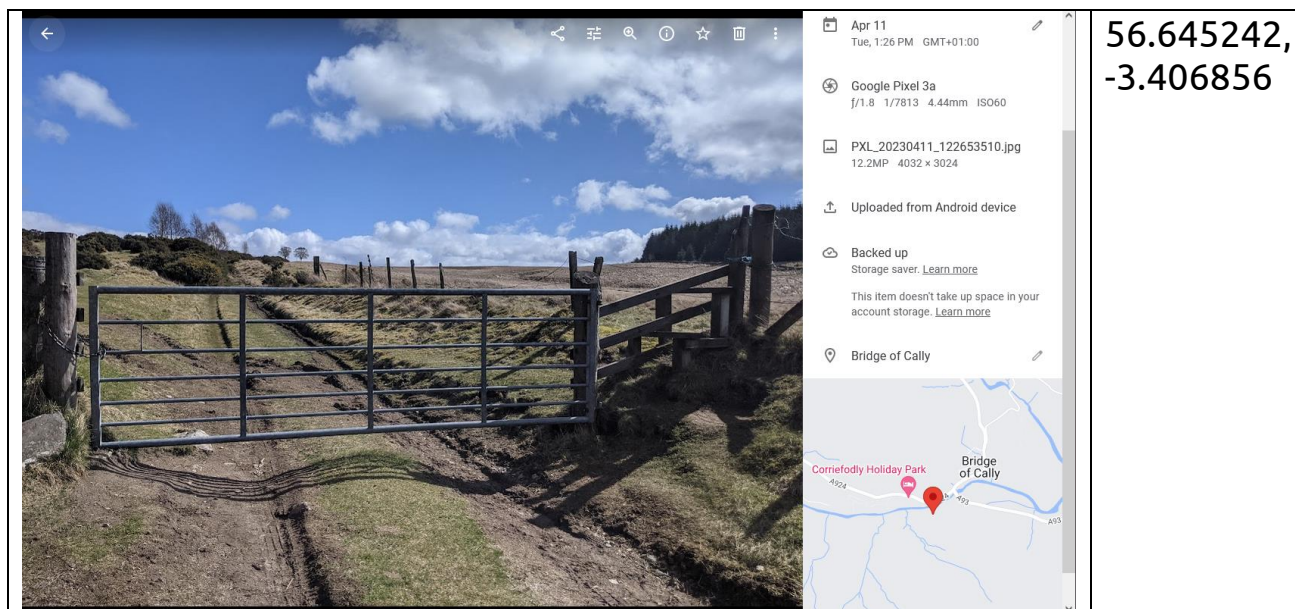 Apr 11
Tue, 1:26 PM GMT+01:00
Google Pixel 3a
ƒ/1.8 1/7813 4.44mm ISO60
PXL_20230411_122653510.jpg
12.2MP 4032 × 3024
Uploaded from Android device
Backed up
Storage saver. Learn more
This item doesn't take up space in your
account storage. Learn more
Bridge of Cally
Corriefodly Holiday Park
Bridge
of Cally
A924
A93
A93
56.645242,
-3.406856